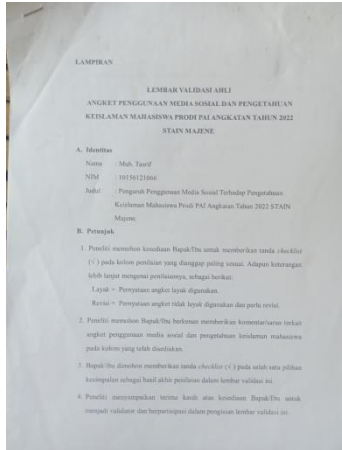 LAMPIRAN
LEMBAR VALIDASI AHLI
ANGKET PENGGUNAAN MEDIA SOSIAL DAN PENGETAHUAN
KEISLAMAN MAHASISWA PRODI PAI ANGKATAN TAHUN 2022
STAIN MAJENE
A. Identitas
Nama : Muh. Tasrif
NIM : 10156121066
Judul : Pengaruh Penggunaan Media Sosial Terhadap Pengetahuan
Keislaman Mahasiswa Prodi PAI Angkatan Tahun 2022 STAIN
Majene.
B. Petunjuk
1. Peneliti memohon kesediaan Bapak/Ibu untuk memberikan tanda checklist
(√) pada kolom penilaian yang dianggap paling sesuai. Adapun keterangan
lebih lanjut mengenai penilaiannya, sebagai berikut:
Layak = Pernyataan angket layak digunakan.
Revisi = Pernyataan angket tidak layak digunakan dan perlu revisi.
2. Peneliti memohon Bapak/Ibu berkenan memberikan komentar/saran terkait
angket penggunaan media sosial dan pengetahuan keislaman mahasiswa
pada kolom yang telah disediakan.
3. Bapak/Ibu dimohon memberikan tanda checklist (√) pada salah satu pilihan
kesimpulan sebagai hasil akhir penilaian dalam lembar validasi ini.
4. Peneliti menyampaikan terima kasih atas kesediaan Bapak/Ibu untuk
menjadi validator dan berpartisipasi dalam pengisian lembar validasi ini.